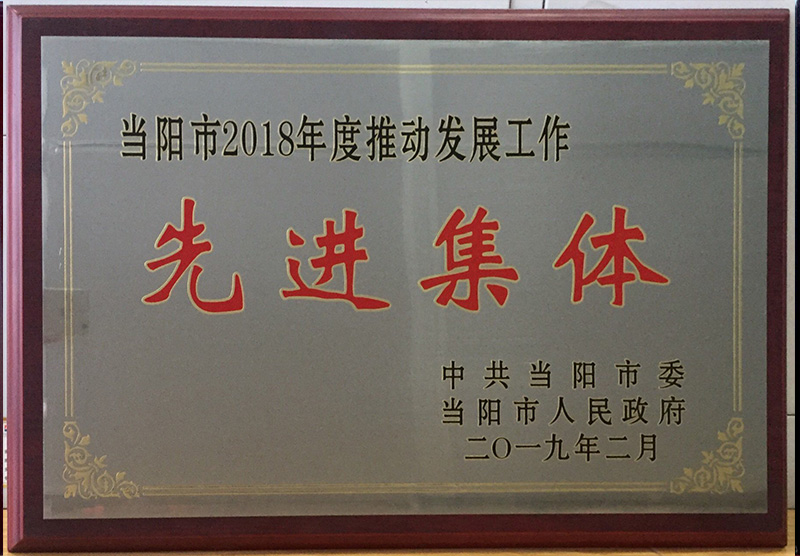 当阳市2018年度推动发展工作
先进集体
中共当阳市委
当阳市人民政府
二〇一九年二月